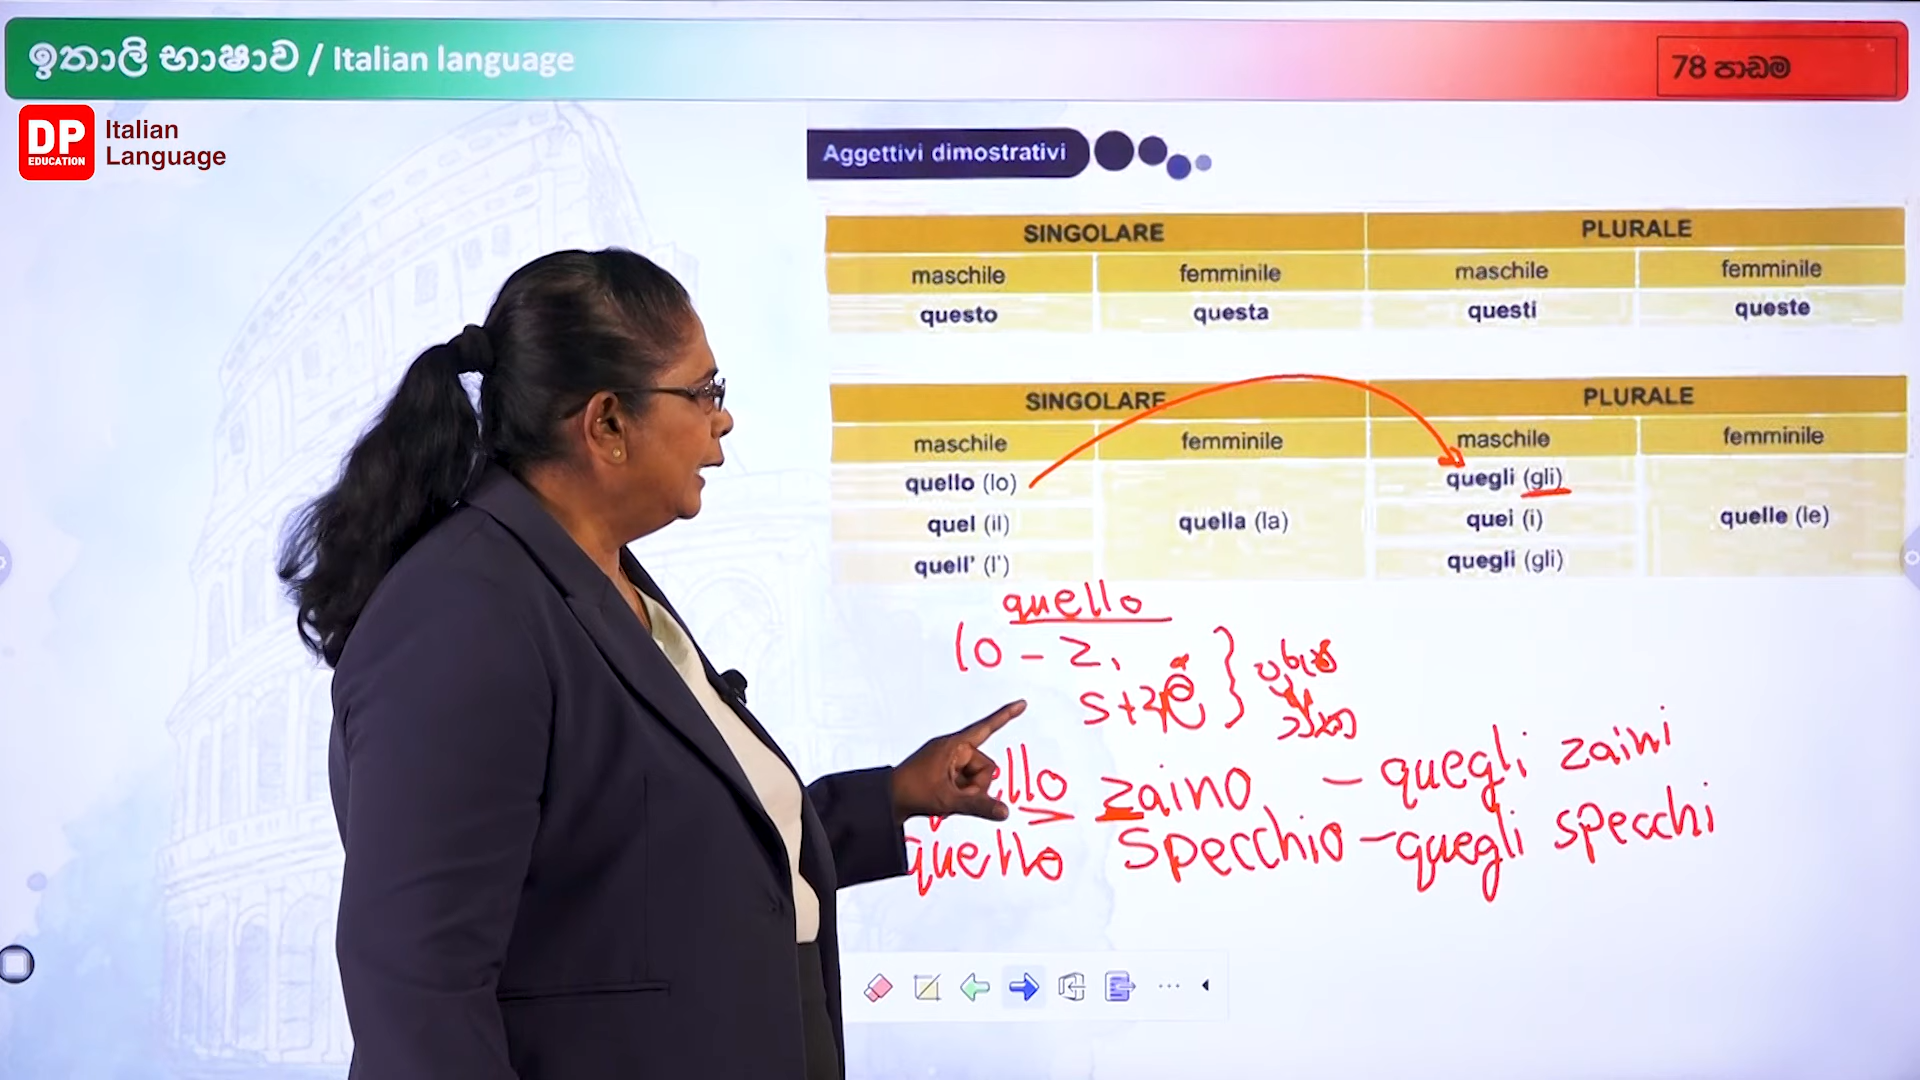 ඉතාලි භාෂාව / Italian language
78 පාඩම
DP
EDUCATION
Italian
Language
Aggettivi dimostrativi
SINGOLARE PLURALE
maschile femminile maschile femminile
questo questa questi queste
SINGOLARE PLURALE
maschile femminile maschile femminile
quello (lo) quegli (gli)
quel (il) quella (la) quei (i) quelle (le)
quell' (l') quegli (gli)
quello
lo - z,
s+
ello zaino - quegli zaini
quello specchio - quegli specchi